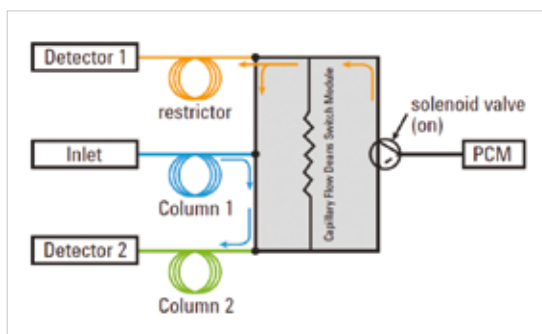 Detector 1
restrictor
Inlet
Column 1
Detector 2
Column 2
Capillary Flow Deans Switch Module
solenoid valve
(on)
PCM